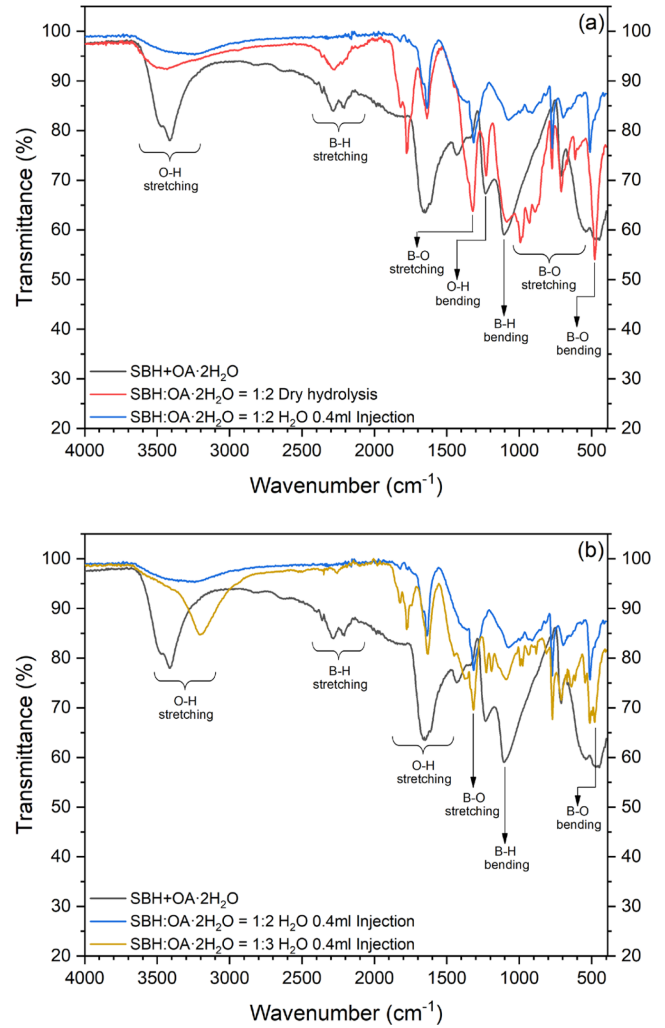 (a)
100
100
90
90
80
80
70
70
60
60
50
50
40
40
30
30
20
20
O-H
stretching
B-H
stretching
B-O
stretching
O-H
bending
B-H
bending
B-O
stretching
B-O
bending
SBH+OA·2H₂O
SBH:OA·2H₂O = 1:2 Dry hydrolysis
SBH:OA·2H₂O = 1:2 H₂O 0.4ml Injection
4000 3500 3000 2500 2000 1500 1000 500
Transmittance (%)
Wavenumber (cm⁻¹)
(b)
100
100
90
90
80
80
70
70
60
60
50
50
40
40
30
30
20
20
O-H
stretching
B-H
stretching
O-H
stretching
B-O
stretching
B-H
bending
B-O
bending
SBH+OA·2H₂O
SBH:OA·2H₂O = 1:2 H₂O 0.4ml Injection
SBH:OA·2H₂O = 1:3 H₂O 0.4ml Injection
4000 3500 3000 2500 2000 1500 1000 500
Transmittance (%)
Wavenumber (cm⁻¹)